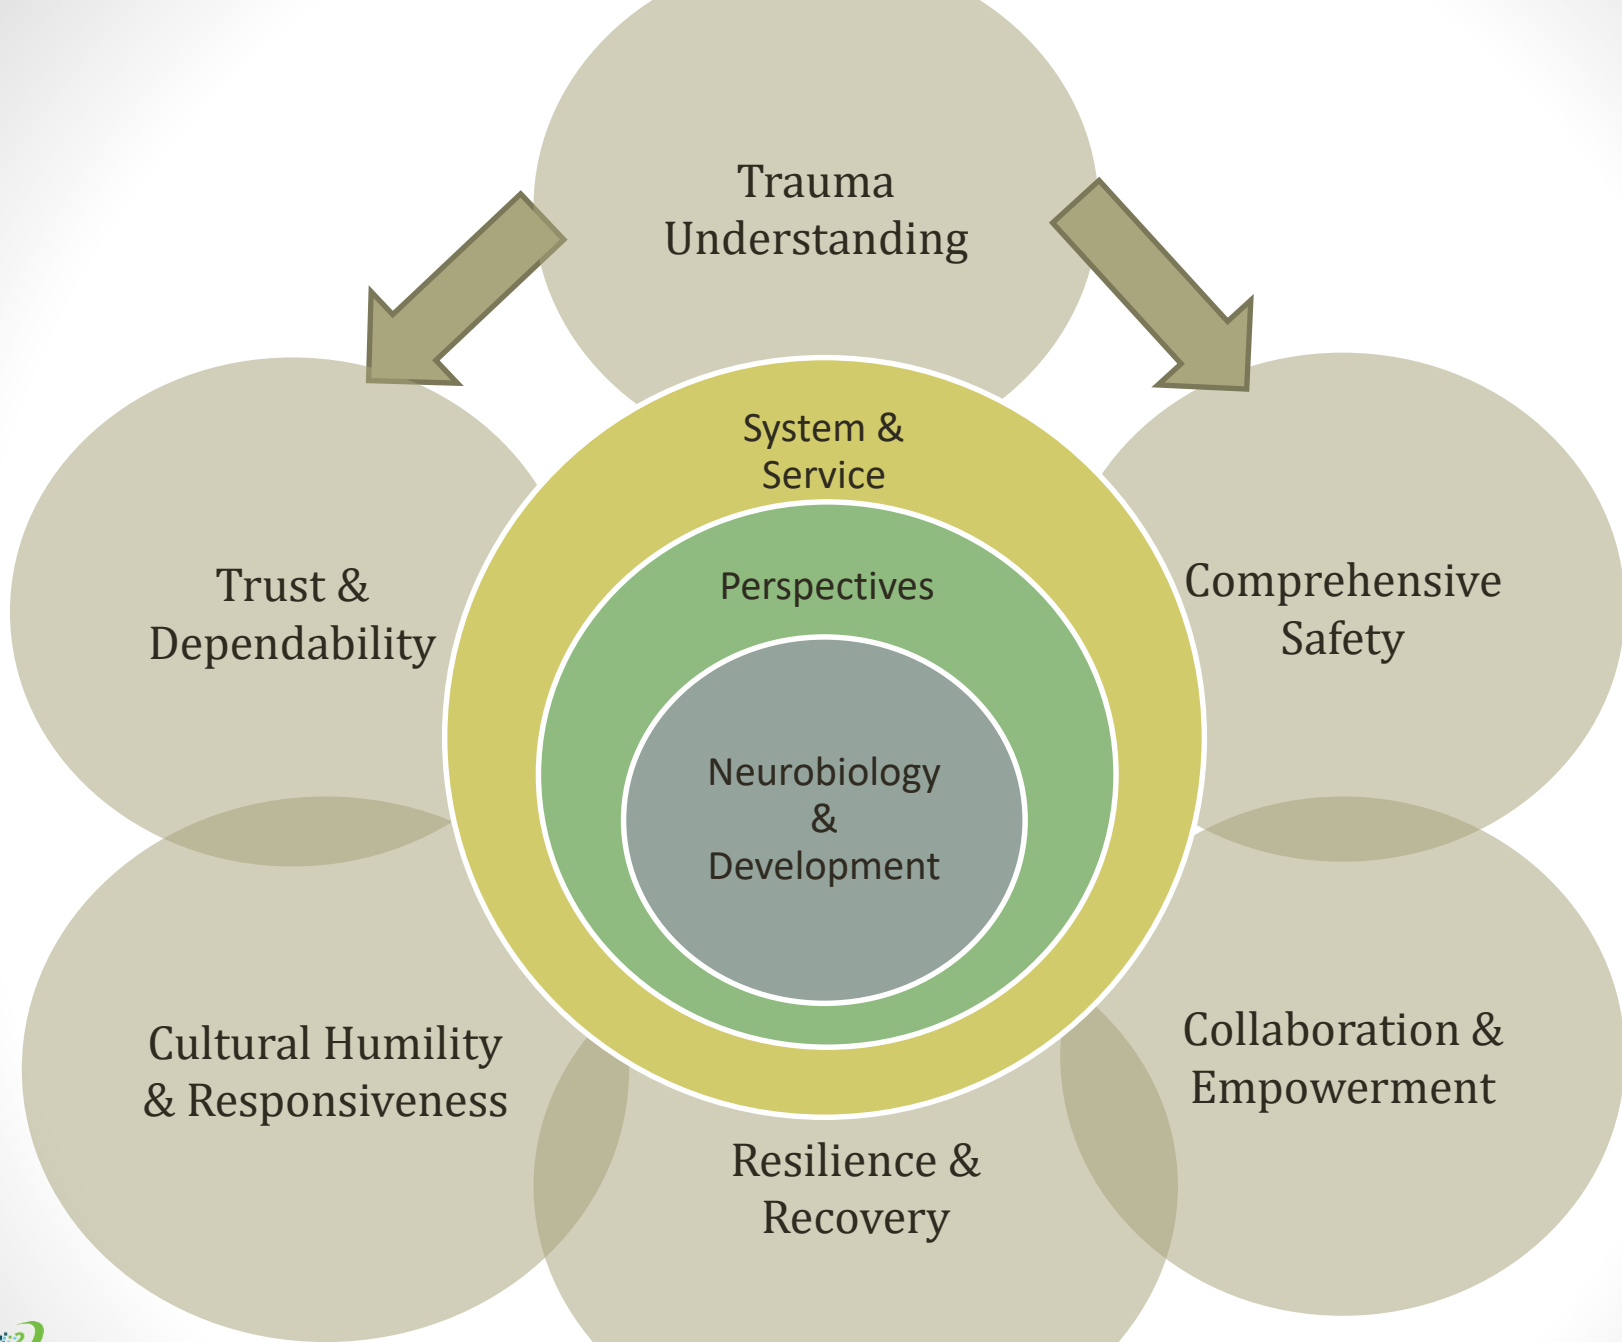 Trauma
Understanding
System &
Service
Perspectives
Neurobiology
&
Development
Trust &
Dependability
Comprehensive
Safety
Cultural Humility
& Responsiveness
Collaboration &
Empowerment
Resilience &
Recovery